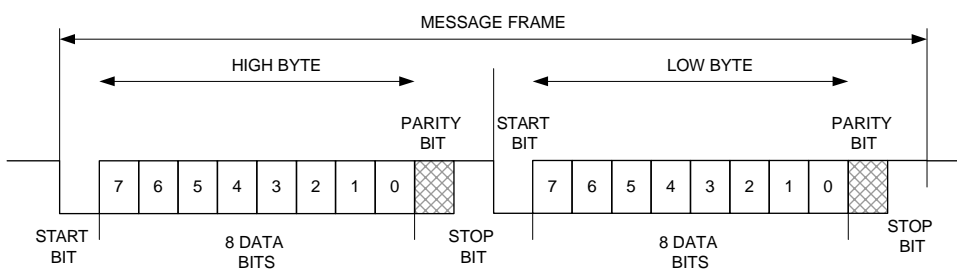 MESSAGE FRAME
HIGH BYTE
LOW BYTE
PARITY
BIT
START
BIT
PARITY
BIT
7 6 5 4 3 2 1 0
7 6 5 4 3 2 1 0
START
BIT
8 DATA
BITS
STOP
BIT
8 DATA
BITS
STOP
BIT